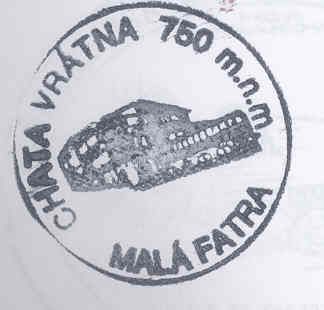 CHATA VRÁTNA 750 m.n.m
MALÁ FATRA